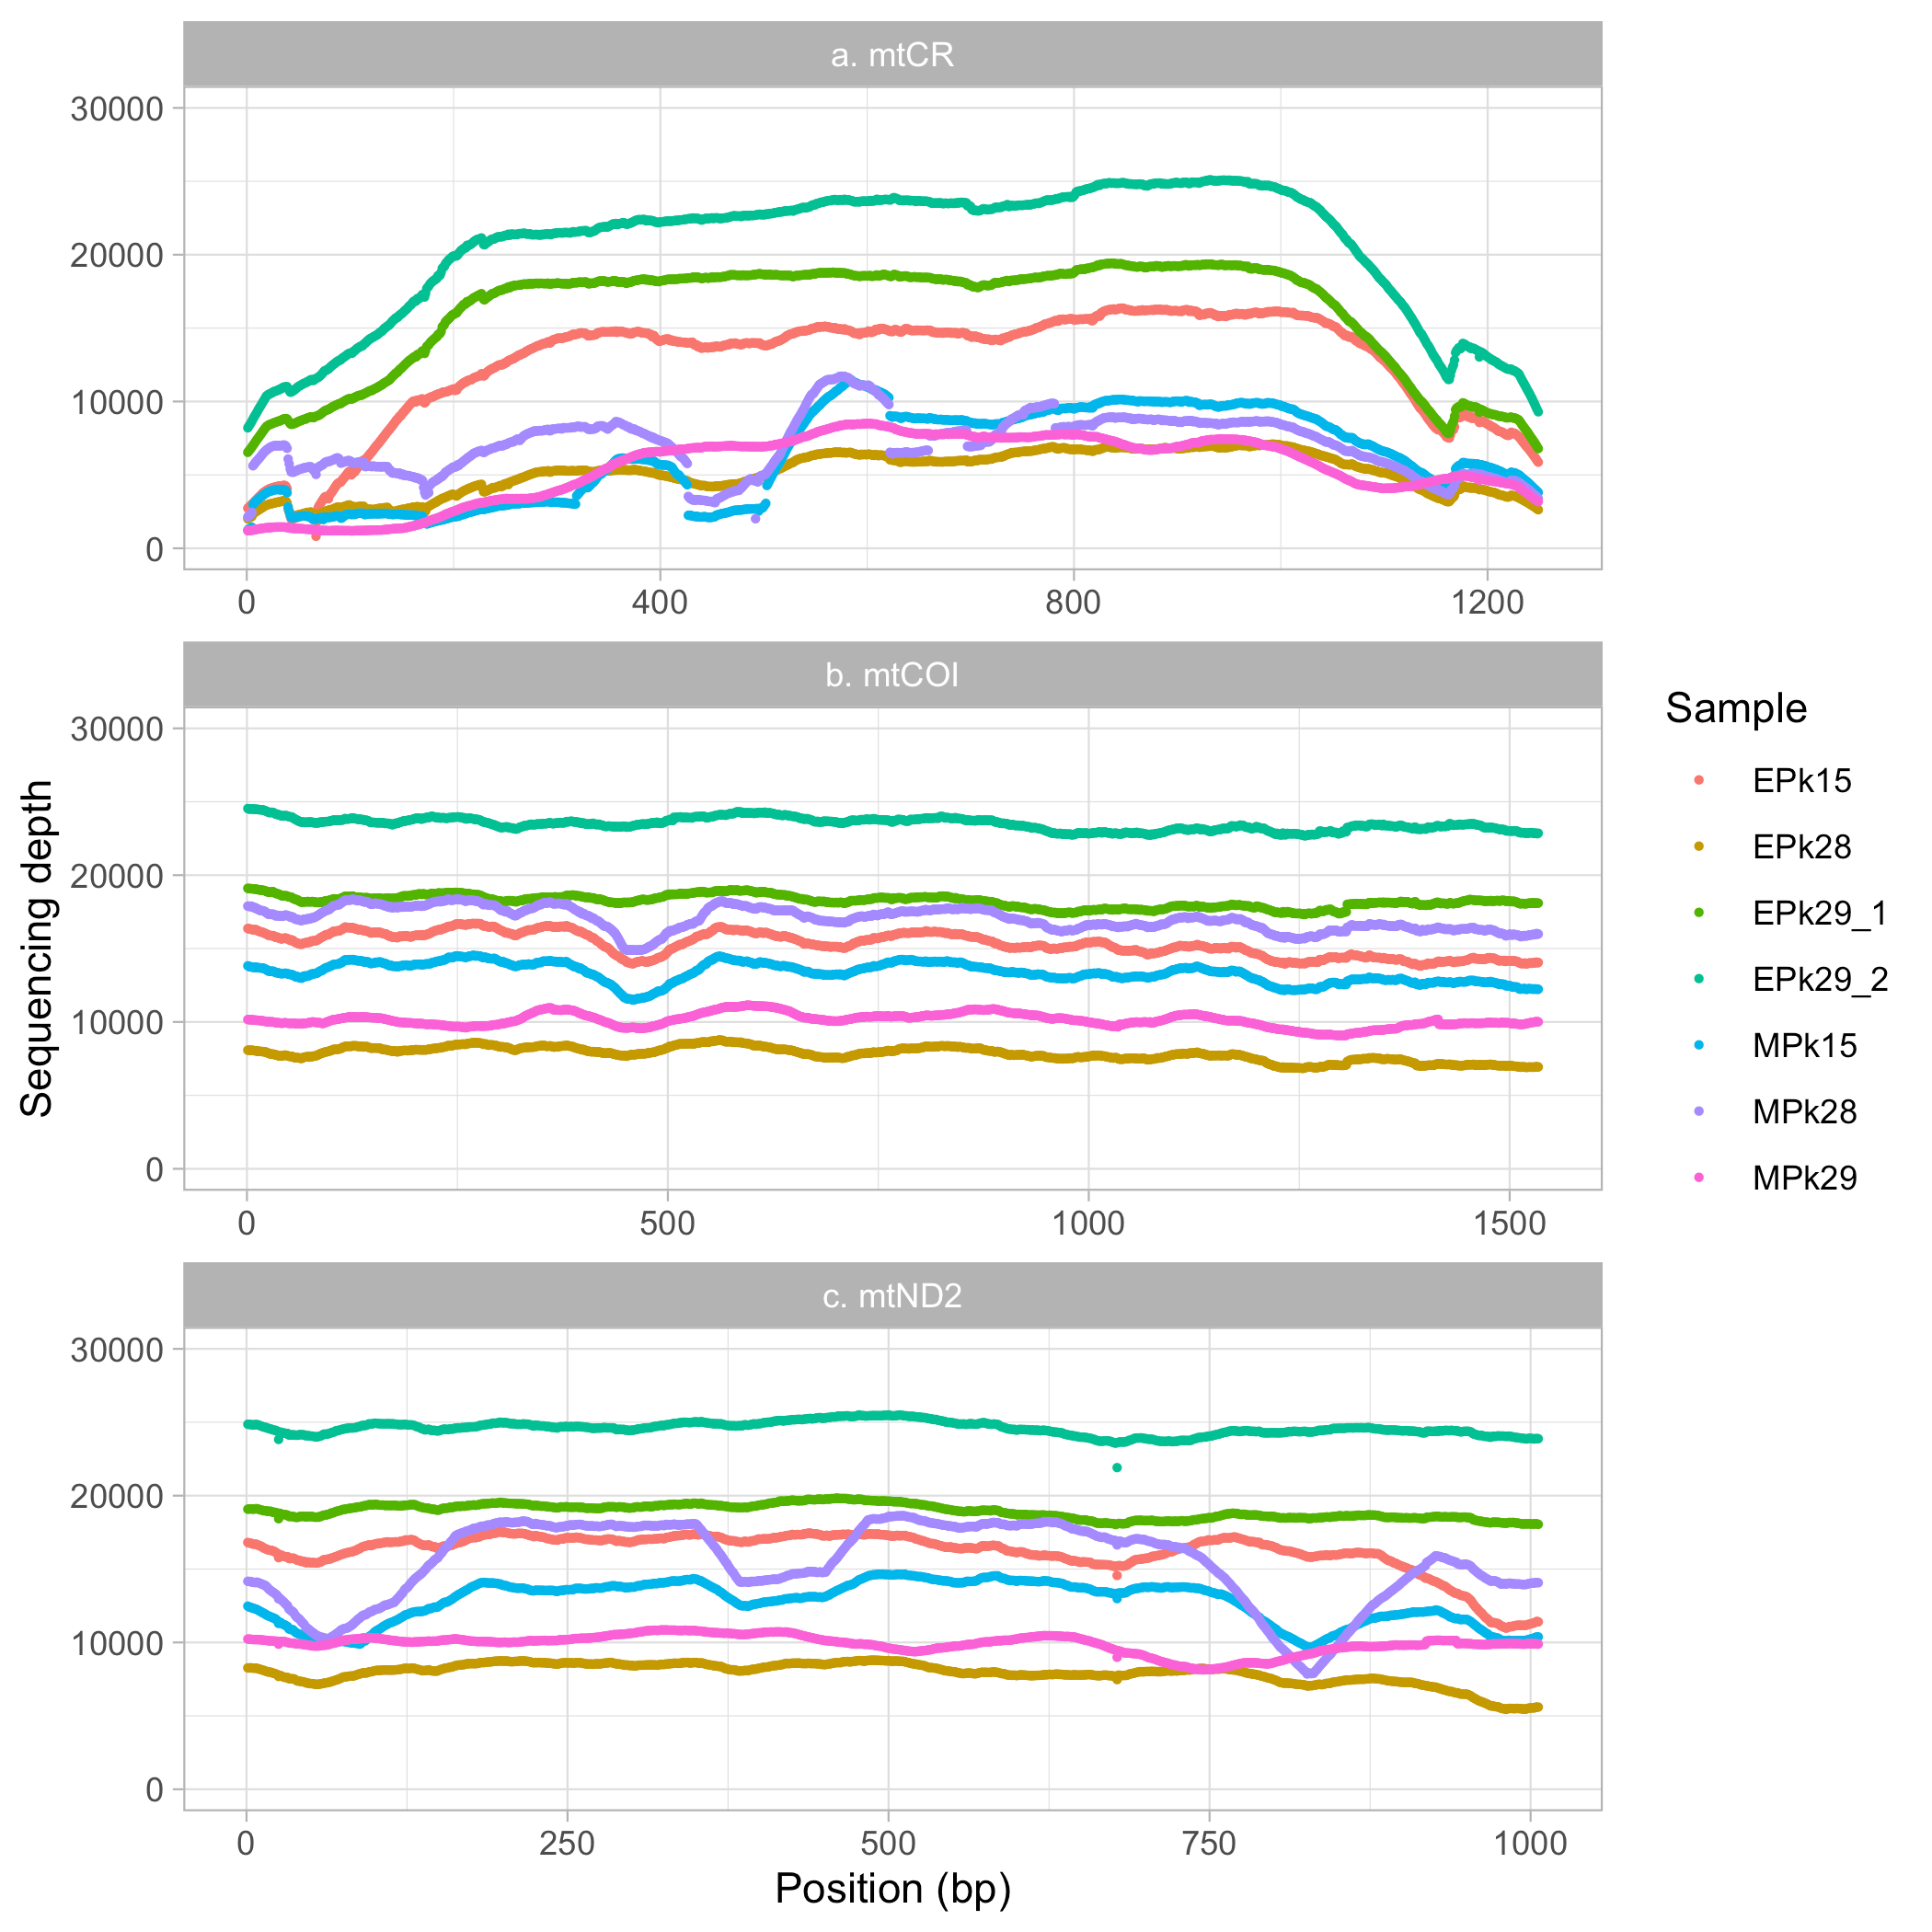 a. mtCR
30000
20000
10000
0
0 400 800 1200
b. mtCOI
30000
20000
10000
0
0 500 1000 1500
c. mtND2
30000
20000
10000
0
0 250 500 750 1000
Position (bp)
Sequencing depth
Sample
EPk15
EPk28
EPk29_1
EPk29_2
MPk15
MPk28
MPk29